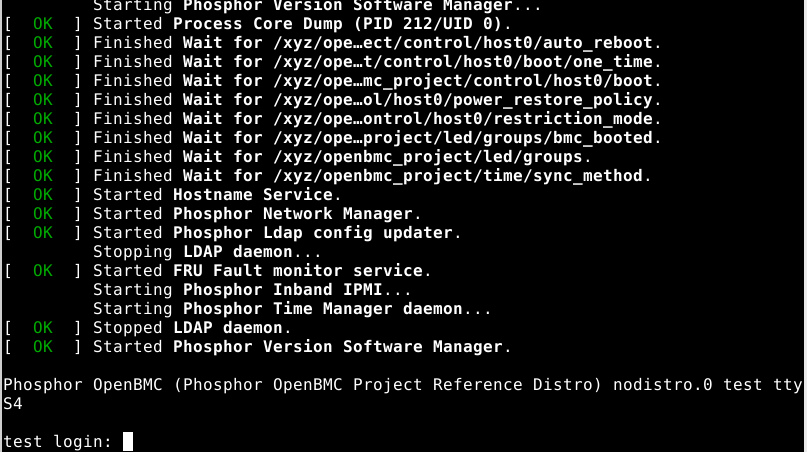 Starting Phosphor Version Software Manager...
[  OK  ] Started Process Core Dump (PID 212/UID 0).
[  OK  ] Finished Wait for /xyz/ope…ect/control/host0/auto_reboot.
[  OK  ] Finished Wait for /xyz/ope…t/control/host0/boot/one_time.
[  OK  ] Finished Wait for /xyz/ope…mc_project/control/host0/boot.
[  OK  ] Finished Wait for /xyz/ope…ol/host0/power_restore_policy.
[  OK  ] Finished Wait for /xyz/ope…ontrol/host0/restriction_mode.
[  OK  ] Finished Wait for /xyz/ope…project/led/groups/bmc_booted.
[  OK  ] Finished Wait for /xyz/openbmc_project/led/groups.
[  OK  ] Finished Wait for /xyz/openbmc_project/time/sync_method.
[  OK  ] Started Hostname Service.
[  OK  ] Started Phosphor Network Manager.
[  OK  ] Started Phosphor Ldap config updater.
Stopping LDAP daemon...
[  OK  ] Started FRU Fault monitor service.
Starting Phosphor Inband IPMI...
Starting Phosphor Time Manager daemon...
[  OK  ] Stopped LDAP daemon.
[  OK  ] Started Phosphor Version Software Manager.
Phosphor OpenBMC (Phosphor OpenBMC Project Reference Distro) nodistro.0 test tty
S4
test login: